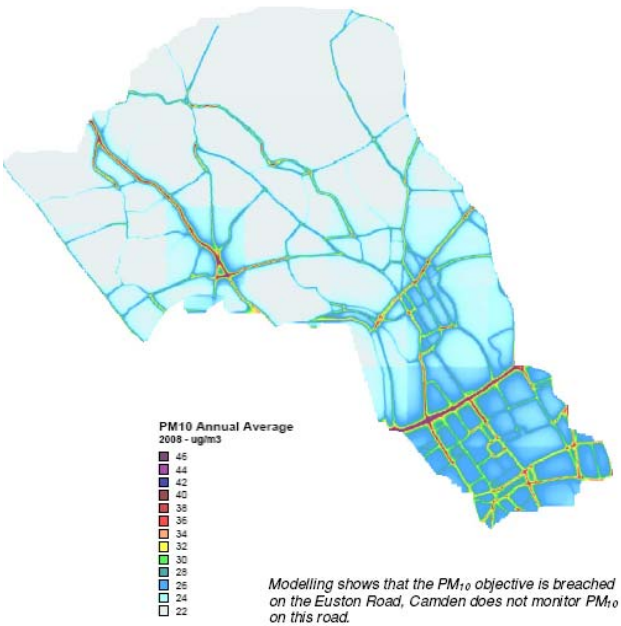 PM10 Annual Average
2008 - ug/m3
46
44
42
40
38
36
34
32
30
28
26
24
22
Modelling shows that the PM10 objective is breached
on the Euston Road, Camden does not monitor PM10
on this road.